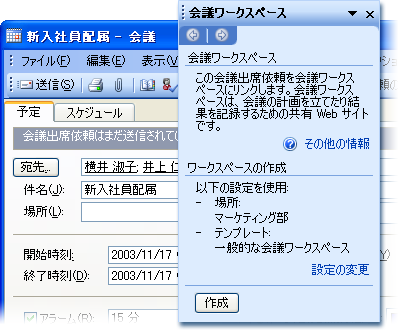 新入社員配属 - 会議
ファイル(F) 編集(E) 表示(V)
送信(S)
予定 スケジュール
会議出席依頼はまだ送信されてい
宛先... 横井 淑子; 井上
件名(J): 新入社員配属
場所(L):
開始時刻: 2003/11/17
終了時刻(D): 2003/11/17
アラーム(R): 15 分
会議ワークスペース
会議ワークスペース
この会議出席依頼を会議ワークス
ペースにリンクします。会議ワークス
ペースは、会議の計画を立てたり結
果を記録するための共有 Web サイト
です。
その他の情報
ワークスペースの作成
以下の設定を使用:
- 場所:
マーケティング部
- テンプレート:
一般的な会議ワークスペース
設定の変更
作成